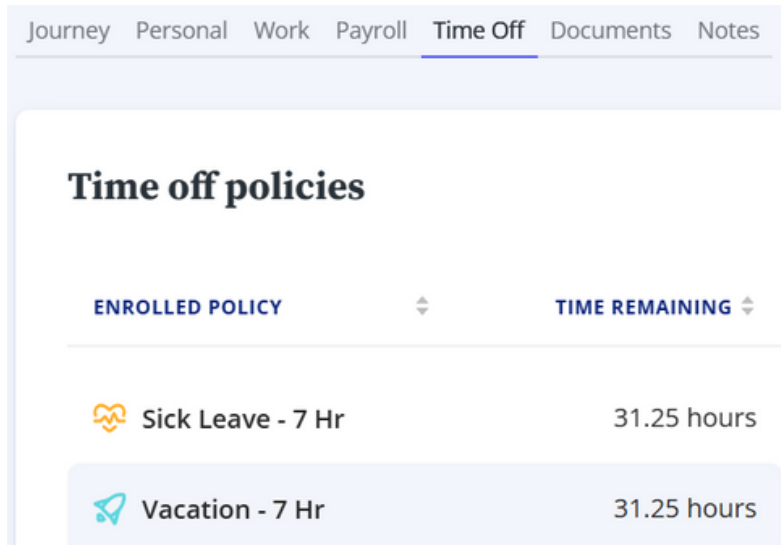 Journey Personal Work Payroll Time Off Documents Notes
Time off policies
ENROLLED POLICY TIME REMAINING
Sick Leave - 7 Hr 31.25 hours
Vacation - 7 Hr 31.25 hours